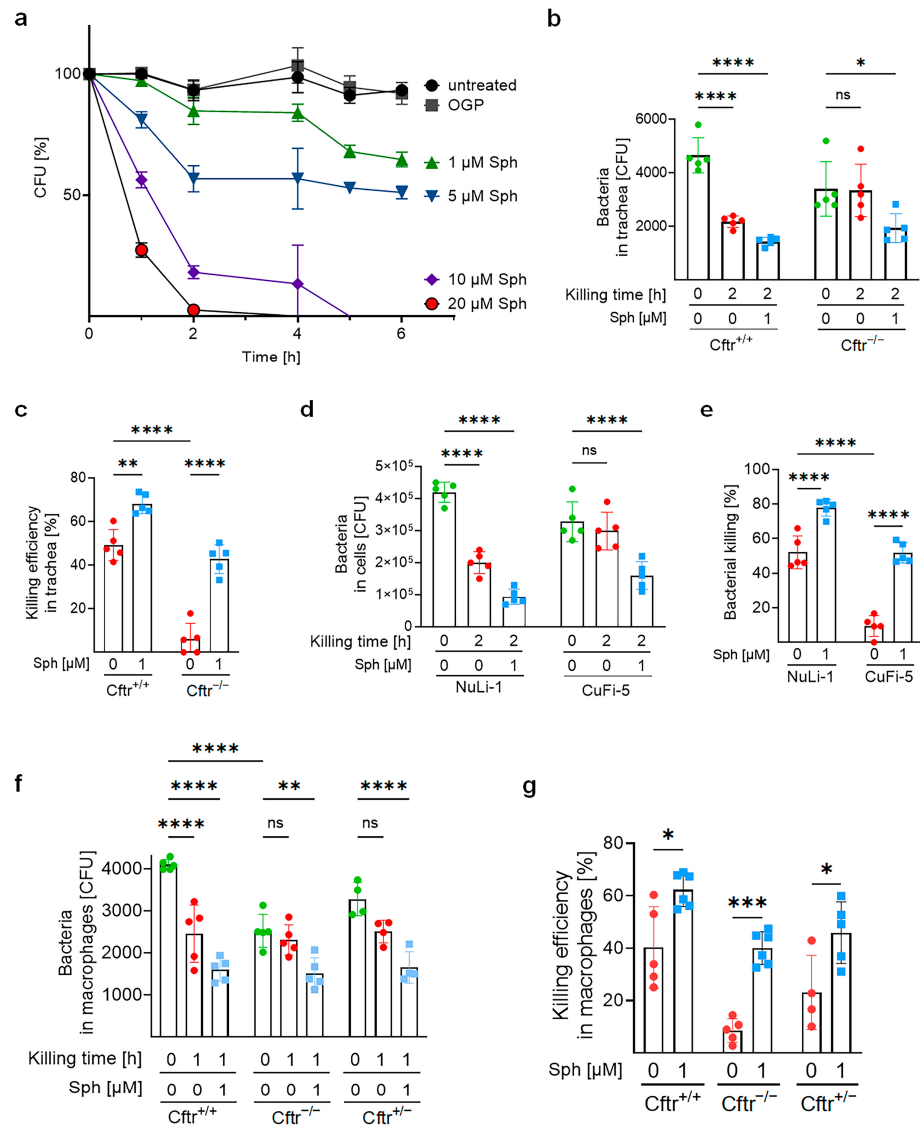 a
CFU [%]
100
50
0
2
4
6
Time [h]
untreated
OGP
1 µM Sph
5 µM Sph
10 µM Sph
20 µM Sph
b
****
*
****
ns
Bacteria
in trachea [CFU]
6000
4000
2000
Killing time [h] 0 2 2 0 2 2
Sph [µM] 0 0 1 0 0 1
Cftr+/+ Cftr−/−
c
****
** ****
Killing efficiency
in trachea [%]
80
60
40
20
Sph [µM] 0 1 0 1
Cftr+/+ Cftr−/−
d
**** ****
**** ns
Bacteria
in cells [CFU]
5×10⁵
4×10⁵
3×10⁵
2×10⁵
1×10⁵
0
Killing time [h] 0 2 2 0 2 2
Sph [µM] 0 0 1 0 0 1
NuLi-1 CuFi-5
e
****
****
****
Bacterial killing [%]
100
80
60
40
20
Sph [µM] 0 1 0 1
NuLi-1 CuFi-5
f
****
**** ** ****
**** ns ns
Bacteria
in macrophages [CFU]
4000
3000
2000
1000
Killing time [h] 0 1 1 0 1 1 0 1 1
Sph [µM] 0 0 1 0 0 1 0 0 1
Cftr+/+ Cftr−/− Cftr+/−
g
*
***
*
Killing efficiency
in macrophages [%]
80
60
40
20
Sph [µM] 0 1 0 1 0 1
Cftr+/+ Cftr−/− Cftr+/−